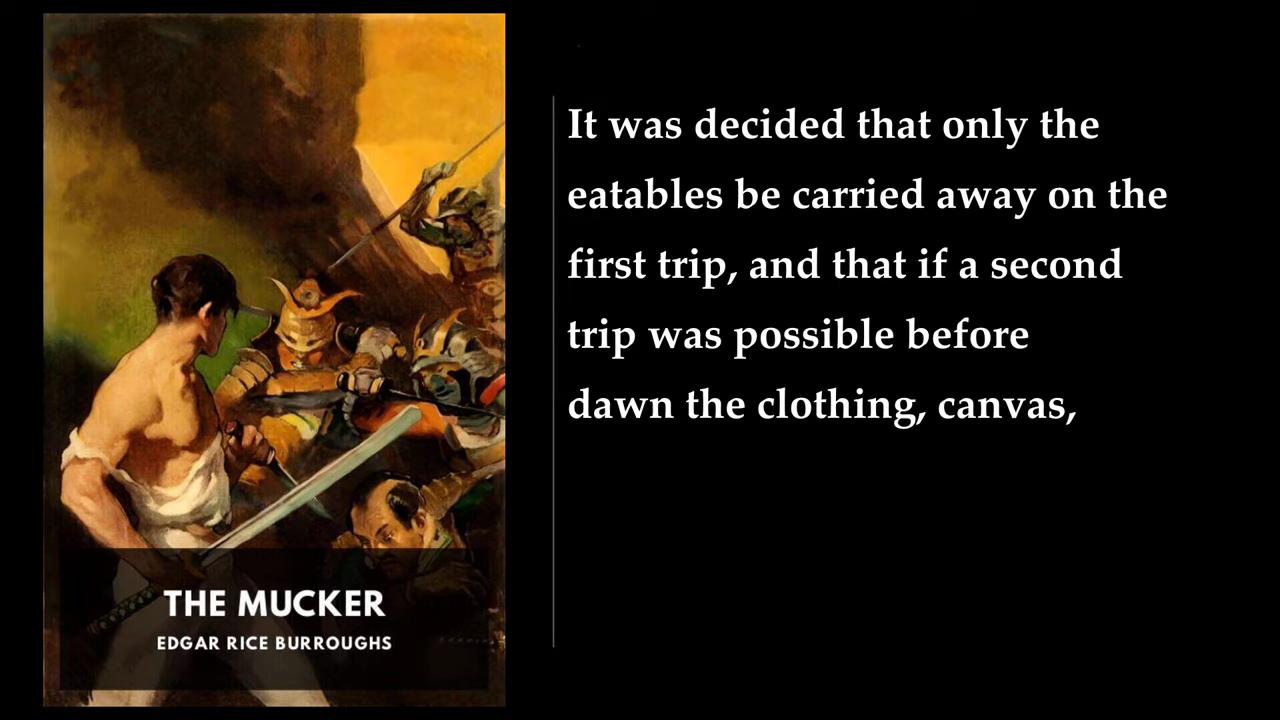 THE MUCKER
EDGAR RICE BURROUGHS
It was decided that only the
eatables be carried away on the
first trip, and that if a second
trip was possible before
dawn the clothing, canvas,